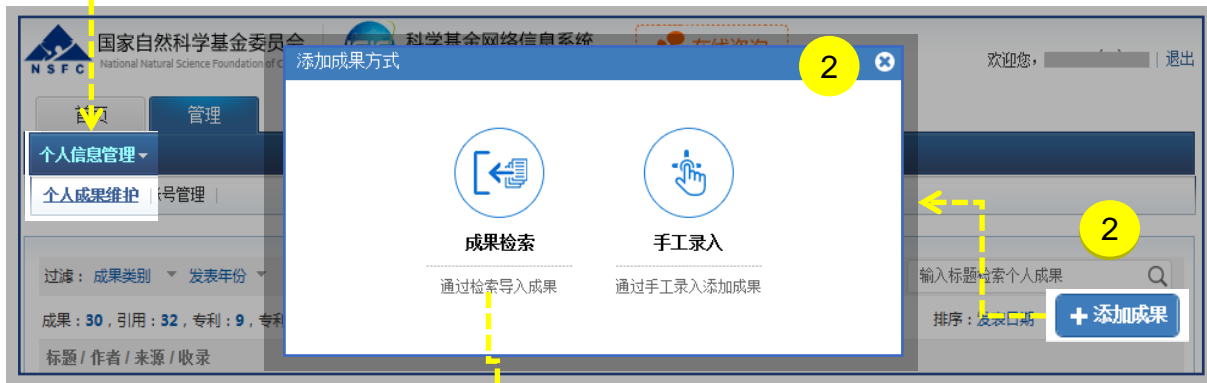 国家自然科学基金委员会
National Natural Science Foundation of C
NSFC
科学基金网络信息系统
在线咨询
欢迎您，
| 退出
添加成果方式
2
首页
管理
个人信息管理
个人成果维护 | 号管理 |
成果检索
手工录入
2
通过检索导入成果
通过手工录入添加成果
过滤： 成果类别 发表年份
输入标题检索个人成果
成果：30，引用：32，专利：9，专利
排序：发表日期
+ 添加成果
标题 / 作者 / 来源 / 收录